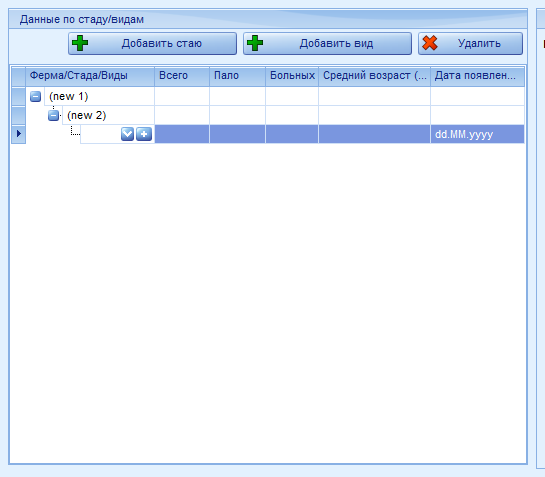 Данные по стаду/видам
Добавить стаю Добавить вид Удалить
Ферма/Стада/Виды Всего Пало Больных Средний возраст (... Дата появлен...
(new 1)
(new 2)
dd.MM.yyyy